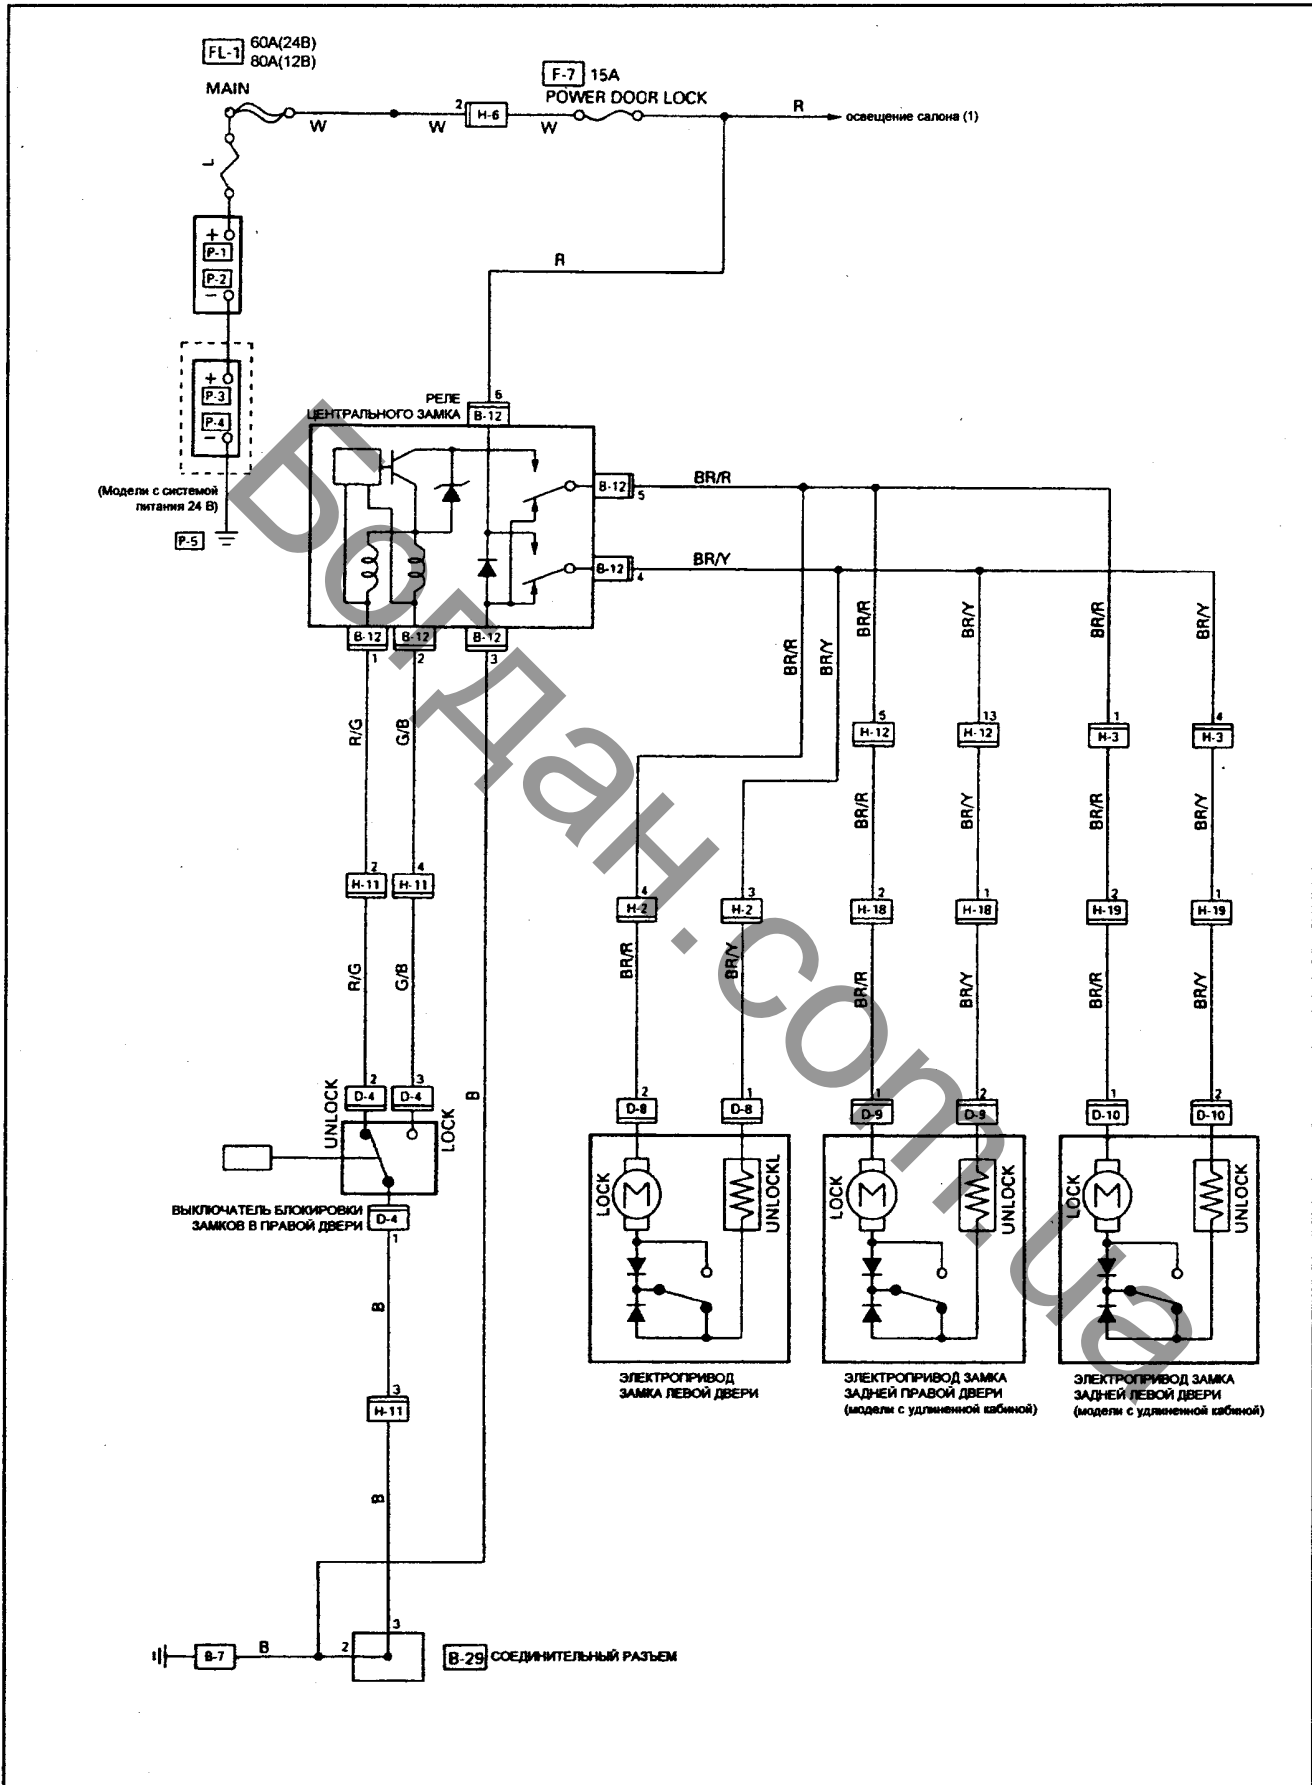 FL-1 60A(24В)
80A(12В)
MAIN
F-7 15A
POWER DOOR LOCK
W
W
2
H-6
W
R
освещение салона (1)
L
+
P-1
P-2
−
R
+
P-3
P-4
−
(Модели с системой
питания 24 В)
P-5
РЕЛЕ
ЦЕНТРАЛЬНОГО ЗАМКА
6
B-12
B-12
5
BR/R
B-12
4
BR/Y
B-12
B-12
B-12
1
2
3
BR/R
BR/Y
BR/R
BR/Y
BR/R
BR/Y
R/G
G/B
5
H-12
13
H-12
1
H-3
4
H-3
BR/R
BR/Y
BR/R
BR/Y
2
H-11
4
H-11
4
H-2
3
H-2
2
H-18
1
H-18
2
H-19
1
H-19
R/G
G/B
BR/R
BR/Y
BR/R
BR/Y
BR/R
BR/Y
B
2
D-4
3
D-4
2
D-8
1
D-8
1
D-9
2
D-9
1
D-10
2
D-10
UNLOCK
LOCK
LOCK
M
UNLOCKL
LOCK
M
UNLOCK
LOCK
M
UNLOCK
ВЫКЛЮЧАТЕЛЬ БЛОКИРОВКИ
ЗАМКОВ В ПРАВОЙ ДВЕРИ
D-4
1
B
3
H-11
B
ЭЛЕКТРОПРИВОД
ЗАМКА ЛЕВОЙ ДВЕРИ
ЭЛЕКТРОПРИВОД ЗАМКА
ЗАДНЕЙ ПРАВОЙ ДВЕРИ
(модели с удлиненной кабиной)
ЭЛЕКТРОПРИВОД ЗАМКА
ЗАДНЕЙ ЛЕВОЙ ДВЕРИ
(модели с удлиненной кабиной)
3
B-7
B
2
B-29 СОЕДИНИТЕЛЬНЫЙ РАЗЪЕМ
Богдан.com.ua